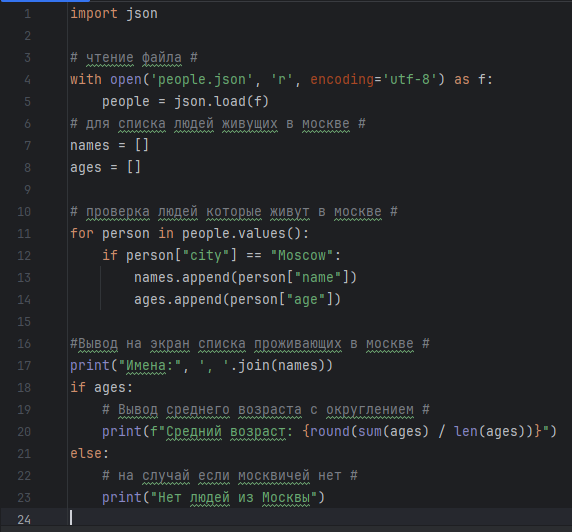 1 import json
2
3 # чтение файла #
4 with open('people.json', 'r', encoding='utf-8') as f:
5     people = json.load(f)
6 # для списка людей живущих в москве #
7 names = []
8 ages = []
9
10 # проверка людей которые живут в москве #
11 for person in people.values():
12     if person["city"] == "Moscow":
13         names.append(person["name"])
14         ages.append(person["age"])
15
16 #Вывод на экран списка проживающих в москве #
17 print("Имена:", ', '.join(names))
18 if ages:
19     # Вывод среднего возраста с округлением #
20     print(f"Средний возраст: {round(sum(ages) / len(ages))}")
21 else:
22     # на случай если москвичей нет #
23     print("Нет людей из Москвы")
24